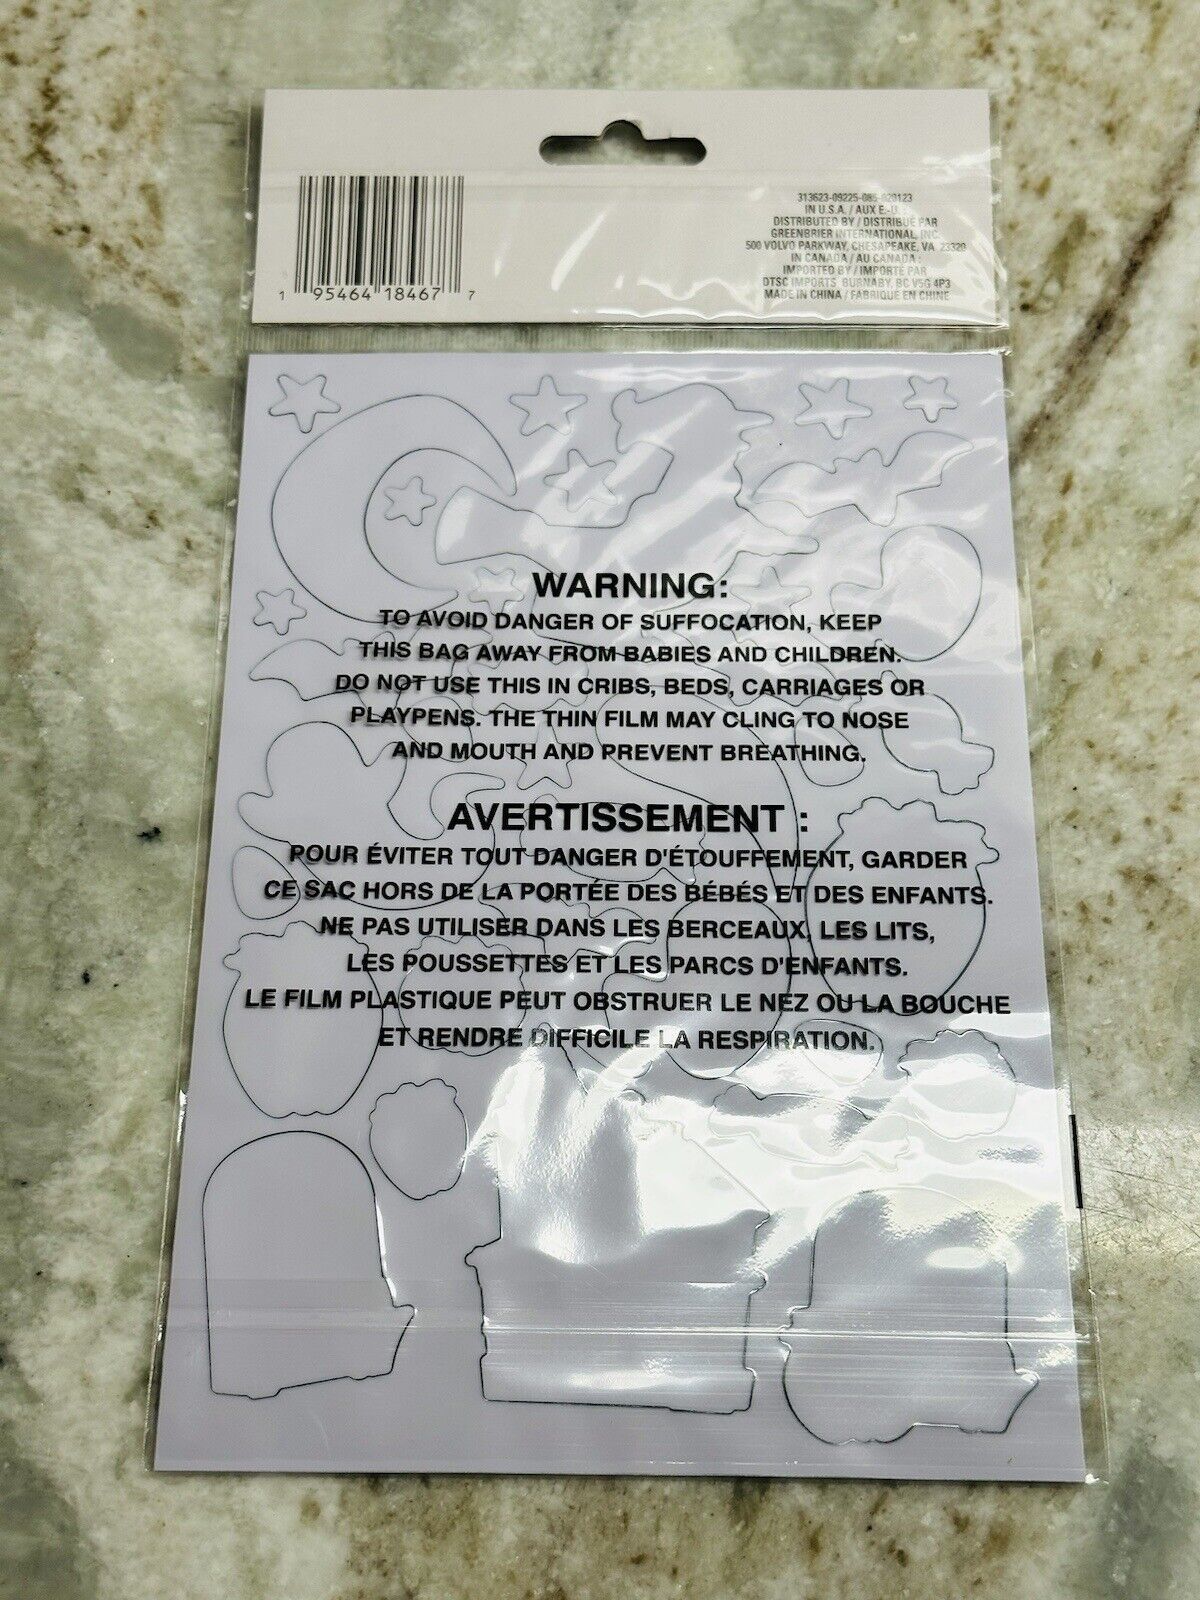 1 95464 18467 7
313623-09225-085-020123
IN U.S.A. / AUX É.-U. :
DISTRIBUTED BY / DISTRIBUÉ PAR
GREENBRIER INTERNATIONAL, INC.
500 VOLVO PARKWAY, CHESAPEAKE, VA 23320
IN CANADA / AU CANADA :
IMPORTED BY / IMPORTÉ PAR
DTSC IMPORTS BURNABY, BC V5G 4P3
MADE IN CHINA / FABRIQUÉ EN CHINE
WARNING:
TO AVOID DANGER OF SUFFOCATION, KEEP
THIS BAG AWAY FROM BABIES AND CHILDREN.
DO NOT USE THIS IN CRIBS, BEDS, CARRIAGES OR
PLAYPENS. THE THIN FILM MAY CLING TO NOSE
AND MOUTH AND PREVENT BREATHING.
AVERTISSEMENT :
POUR ÉVITER TOUT DANGER D'ÉTOUFFEMENT, GARDER
CE SAC HORS DE LA PORTÉE DES BÉBÉS ET DES ENFANTS.
NE PAS UTILISER DANS LES BERCEAUX, LES LITS,
LES POUSSETTES ET LES PARCS D'ENFANTS.
LE FILM PLASTIQUE PEUT OBSTRUER LE NEZ OU LA BOUCHE
ET RENDRE DIFFICILE LA RESPIRATION.